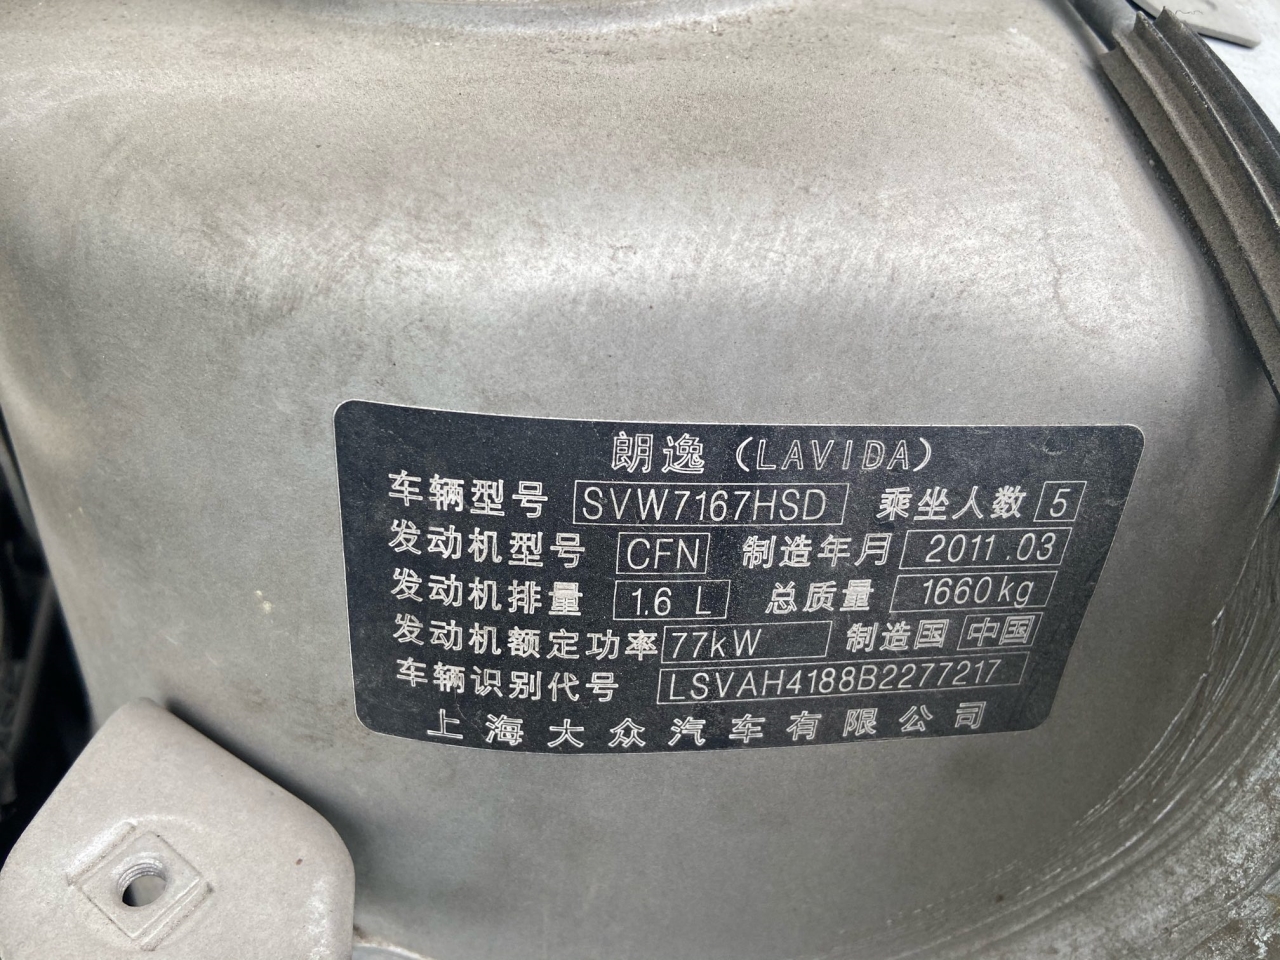 朗逸（LAVIDA）
车辆型号 SVW7167HSD 乘坐人数 5
发动机型号 CFN 制造年月 2011.03
发动机排量 1.6 L 总质量 1660kg
发动机额定功率 77kW 制造国 中国
车辆识别代号 LSVAH4188B2277217
上海大众汽车有限公司